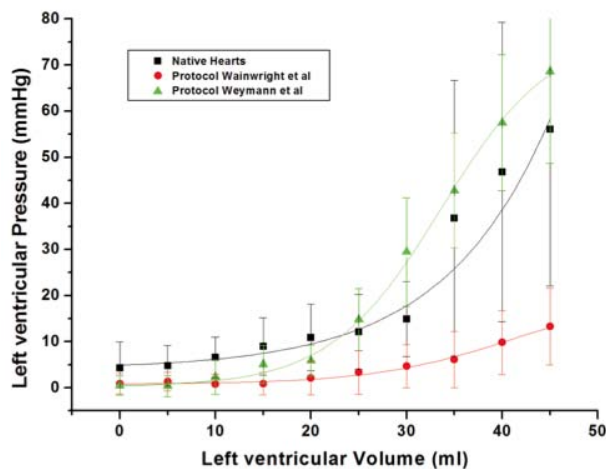 80
70
60
50
40
30
20
10
0
Left ventricular Pressure (mmHg)
Native Hearts
Protocol Wainwright et al
Protocol Weymann et al
0 10 20 30 40 50
Left ventricular Volume (ml)